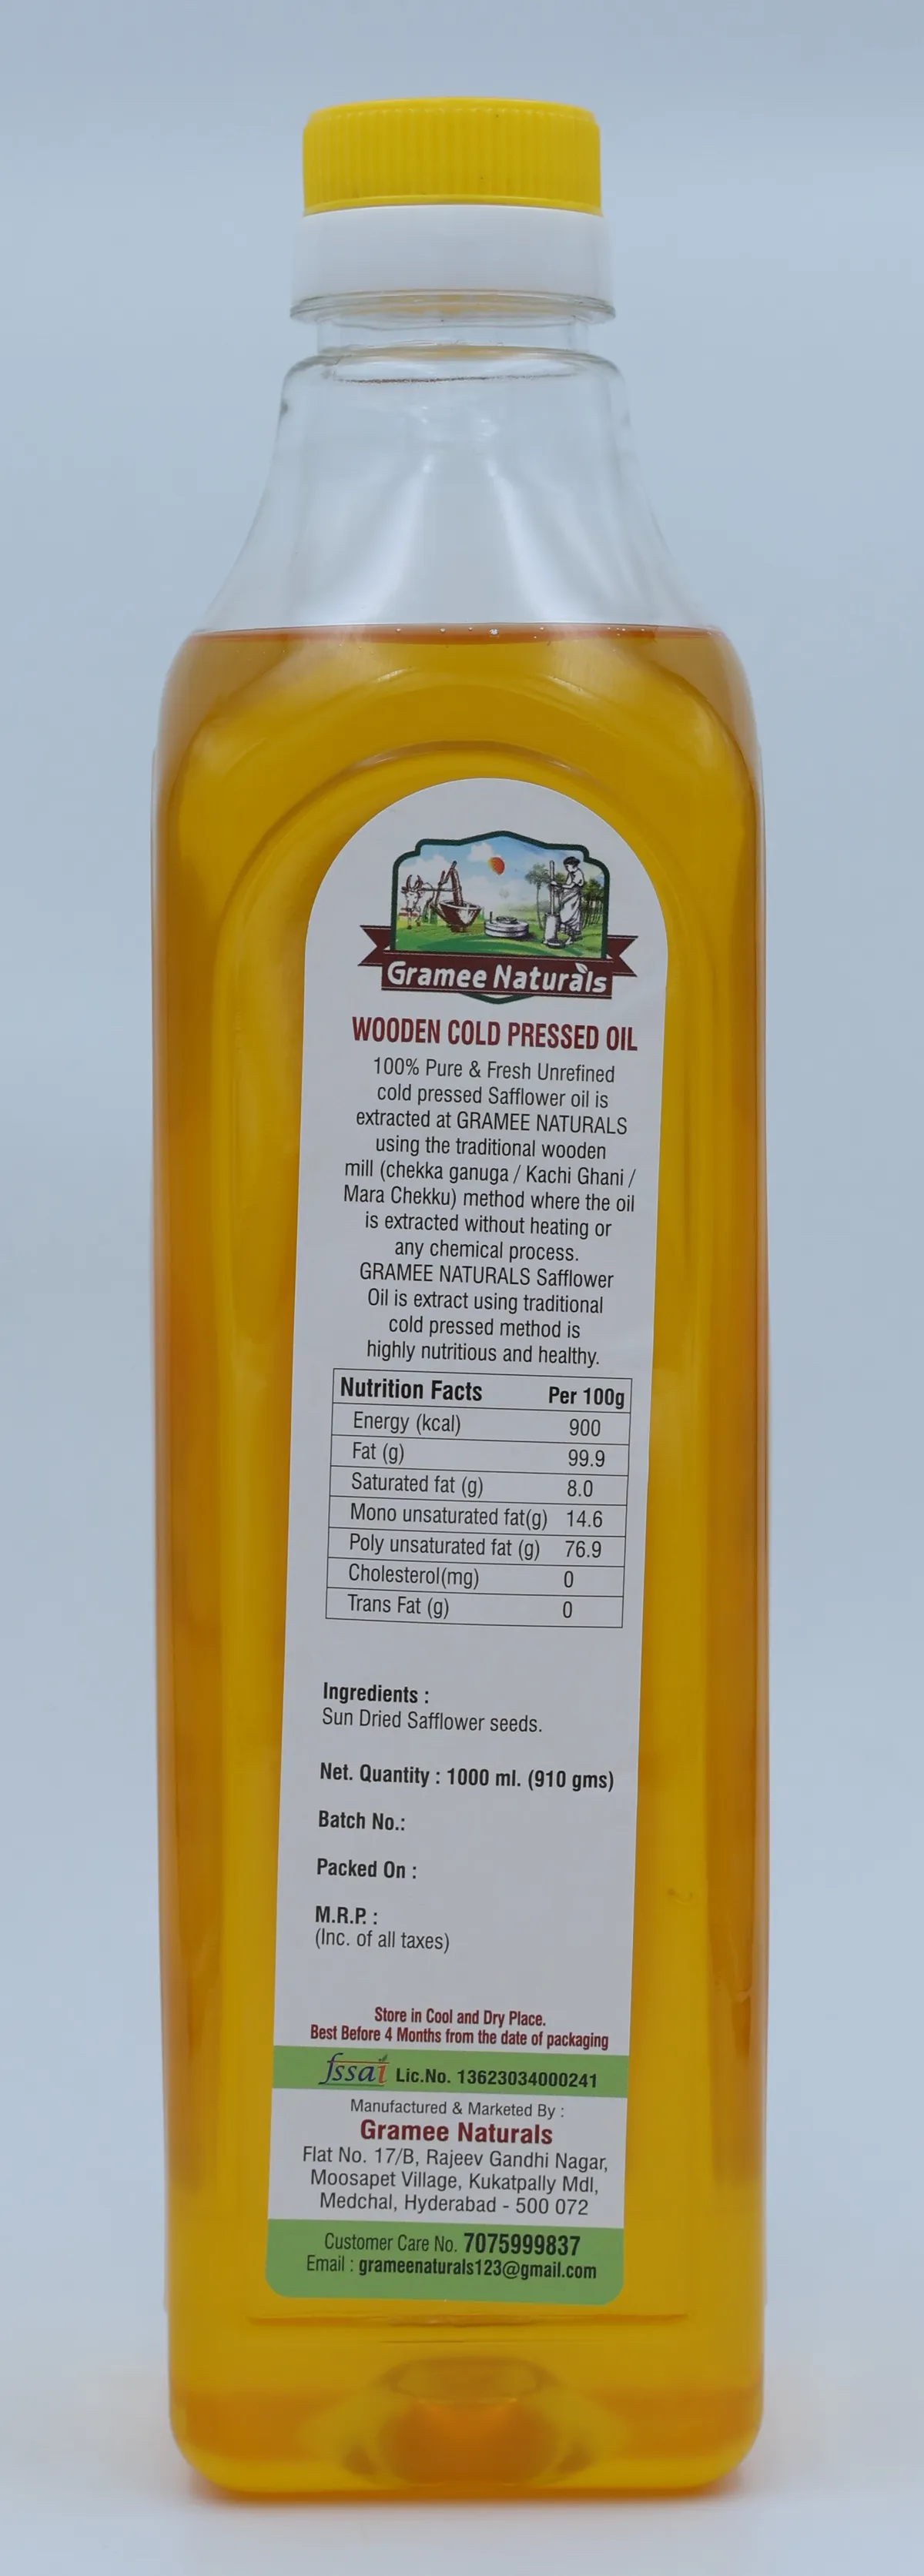 Gramee Naturals
WOODEN COLD PRESSED OIL
100% Pure & Fresh Unrefined
cold pressed Safflower oil is
extracted at GRAMEE NATURALS
using the traditional wooden
mill (chekka ganuga / Kachi Ghani /
Mara Chekku) method where the oil
is extracted without heating or
any chemical process.
GRAMEE NATURALS Safflower
Oil is extract using traditional
cold pressed method is
highly nutritious and healthy.
Nutrition Facts Per 100g
Energy (kcal) 900
Fat (g) 99.9
Saturated fat (g) 8.0
Mono unsaturated fat(g) 14.6
Poly unsaturated fat (g) 76.9
Cholesterol(mg) 0
Trans Fat (g) 0
Ingredients :
Sun Dried Safflower seeds.
Net. Quantity : 1000 ml. (910 gms)
Batch No.:
Packed On :
M.R.P. :
(Inc. of all taxes)
Store in Cool and Dry Place.
Best Before 4 Months from the date of packaging
fssai Lic.No. 13623034000241
Manufactured & Marketed By :
Gramee Naturals
Flat No. 17/B, Rajeev Gandhi Nagar,
Moosapet Village, Kukatpally Mdl,
Medchal, Hyderabad - 500 072
Customer Care No. 7075999837
Email : grameenaturals123@gmail.com